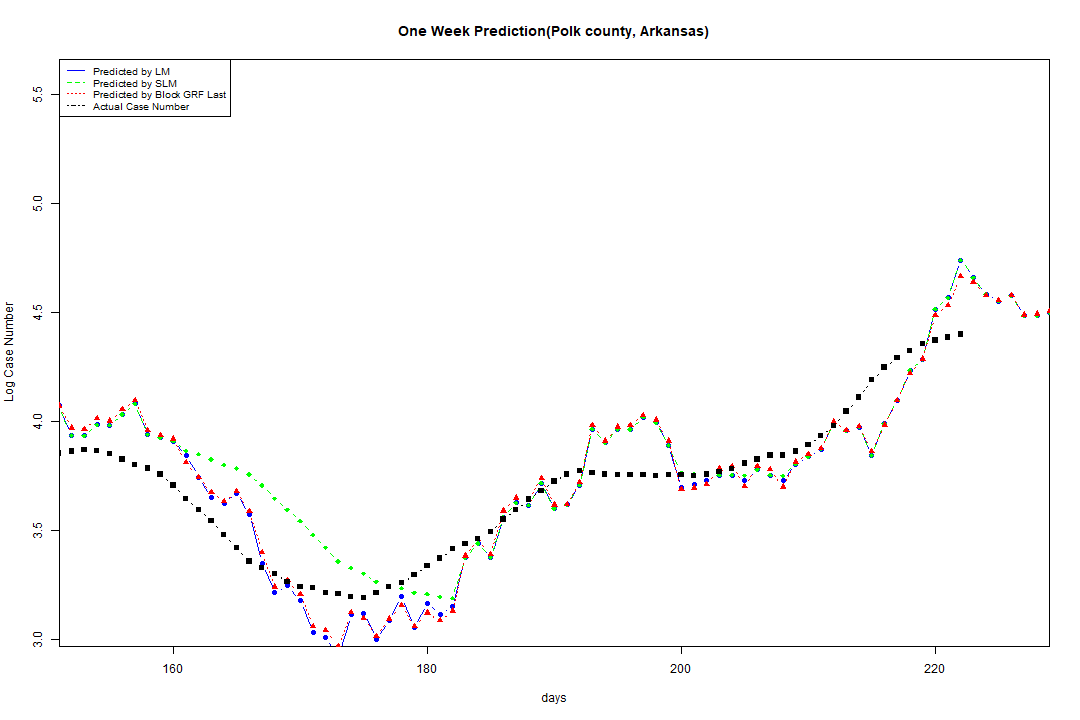 One Week Prediction(Polk county, Arkansas)
Predicted by LM
Predicted by SLM
Predicted by Block GRF Last
Actual Case Number
5.5
5.0
4.5
4.0
3.5
3.0
Log Case Number
160 180 200 220
days